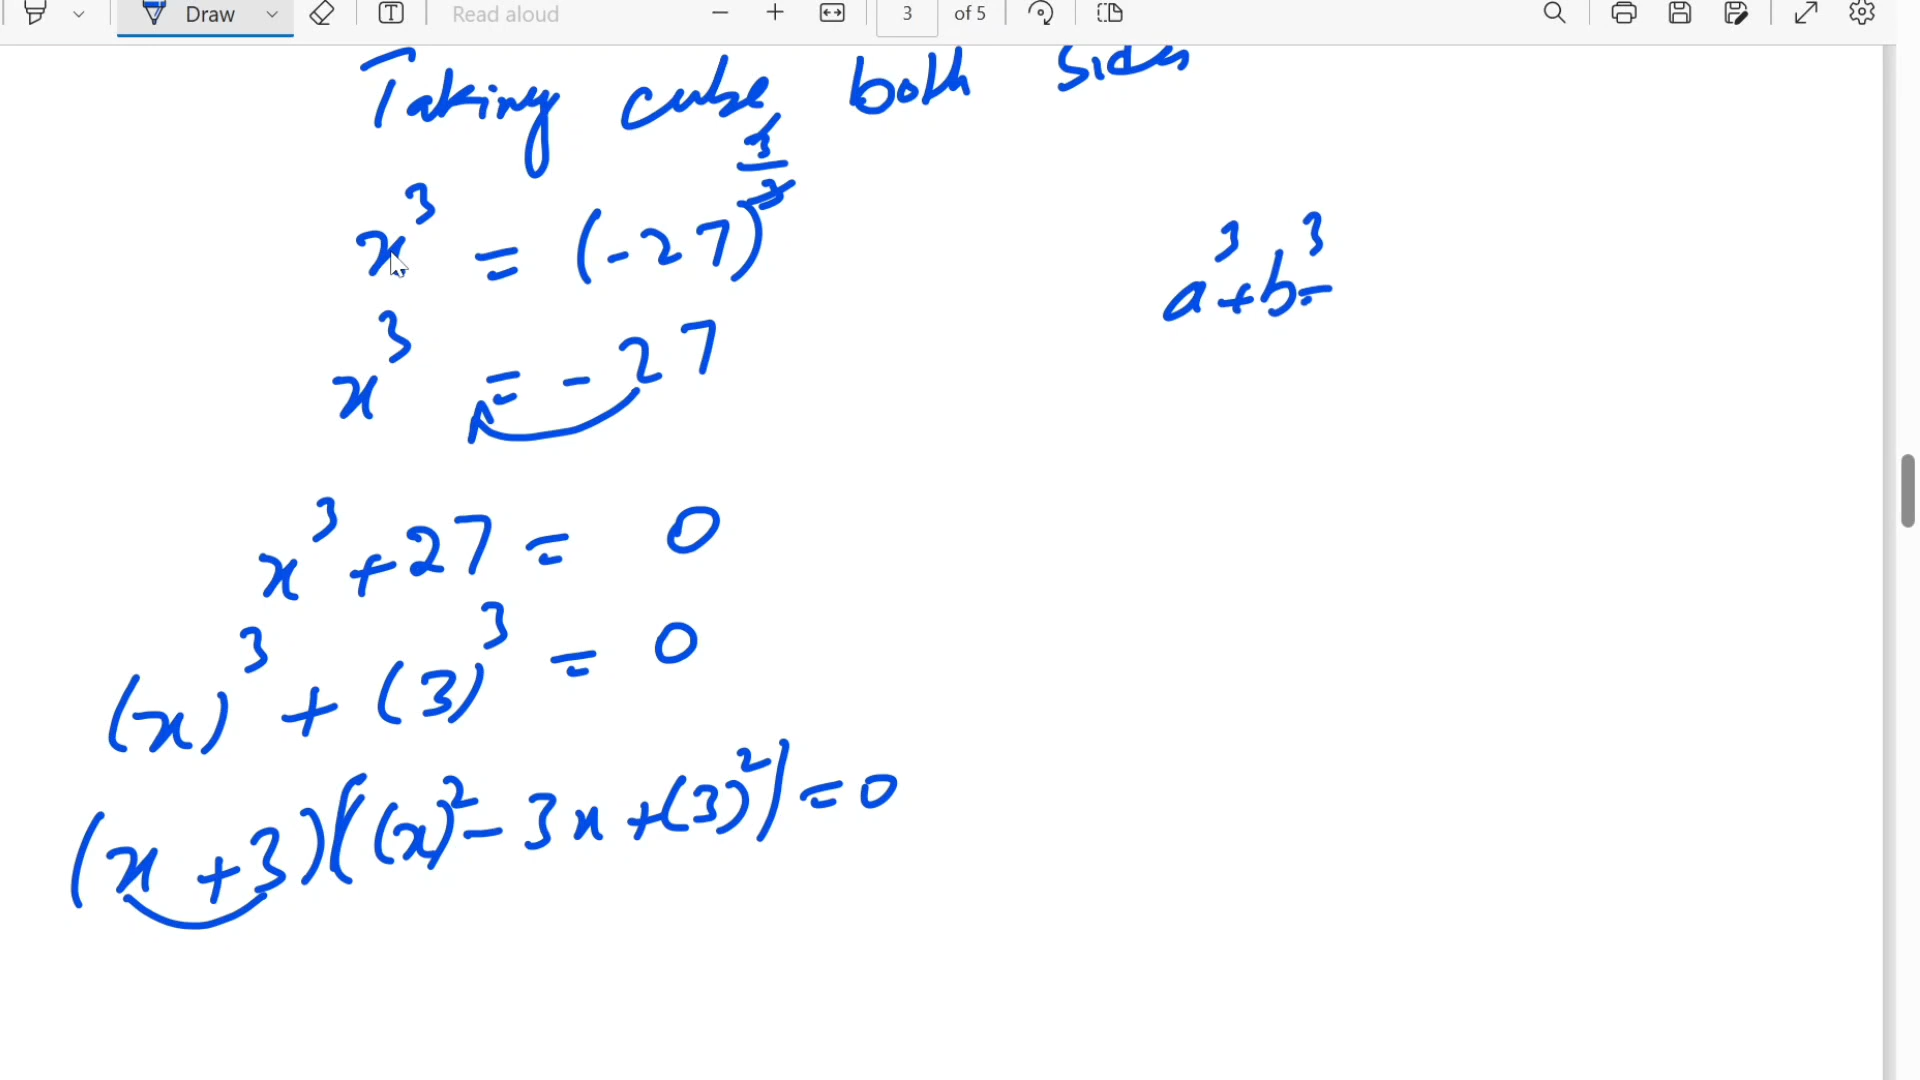 Draw
Read aloud
3 of 5
Taking cube both sides
x³ = (-27)^(3/3)
x³ = -27
x³ + 27 = 0
(x)³ + (3)³ = 0
(x + 3)((x)² - 3x + (3)²) = 0
a³ + b³ =